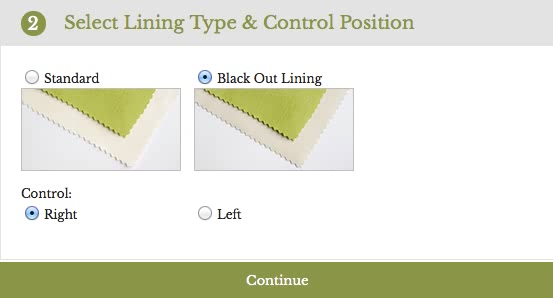 2 Select Lining Type & Control Position
Standard Black Out Lining
Control:
Right Left
Continue